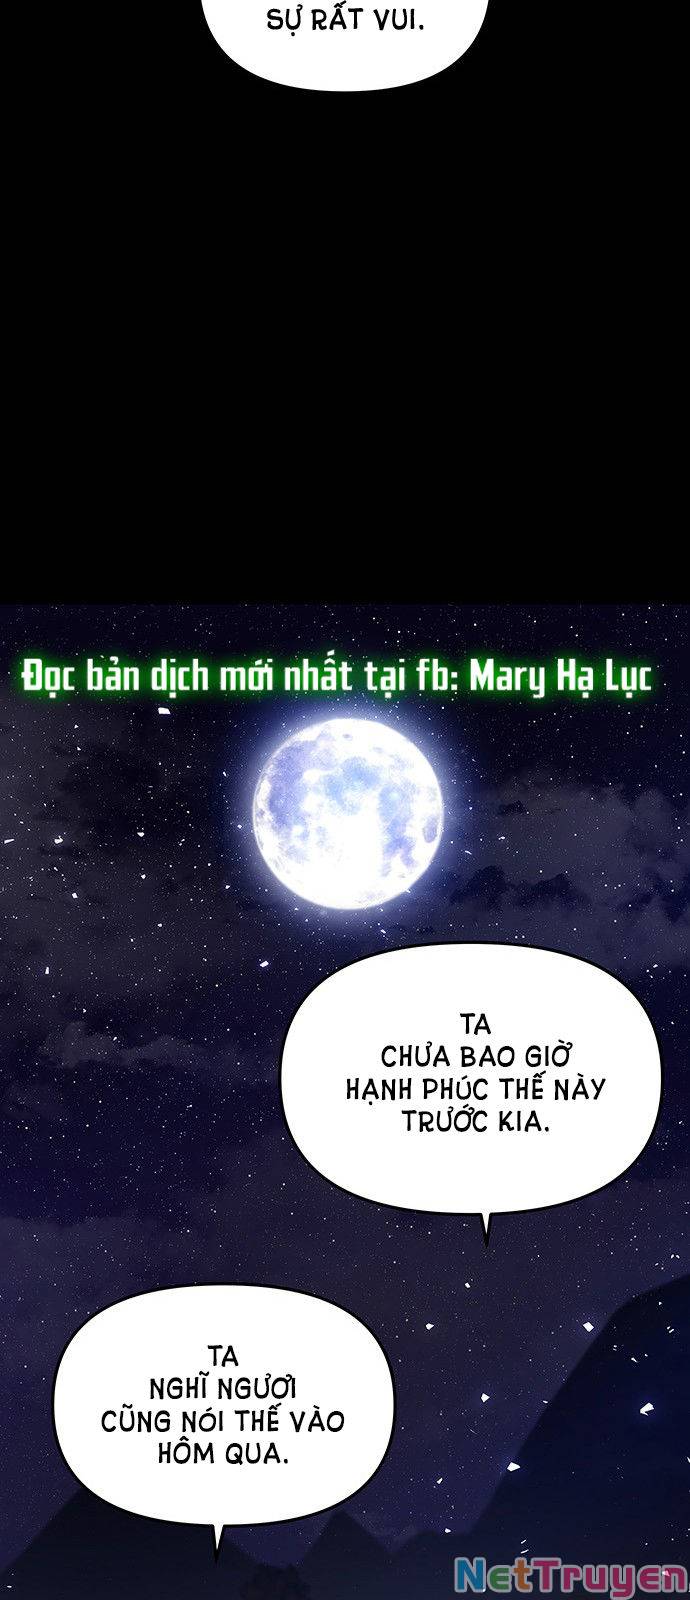 SỰ RẤT VUI.
Đọc bản dịch mới nhất tại fb: Mary Hạ Lục
TA
CHƯA BAO GIỜ
HẠNH PHÚC THẾ NÀY
TRƯỚC KIA.
TA
NGHĨ NGƯƠI
CŨNG NÓI THẾ VÀO
HÔM QUA.
NetTruyen